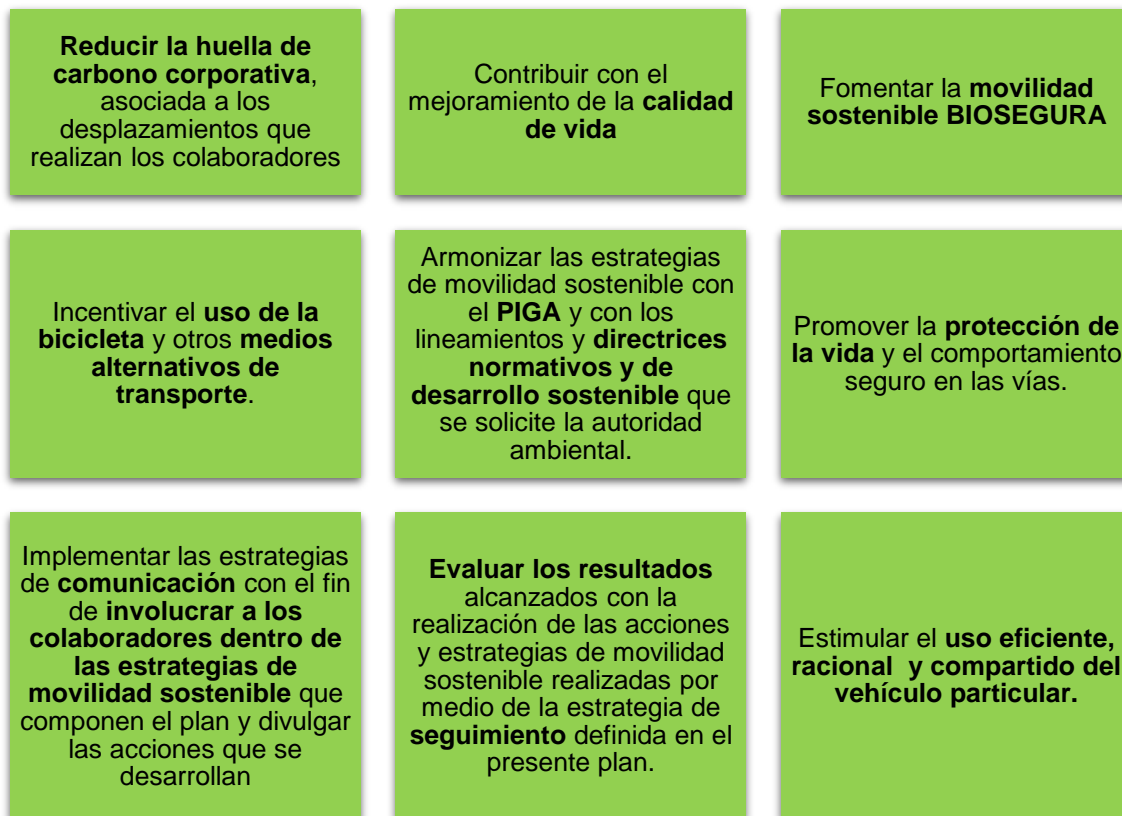 Reducir la huella de
carbono corporativa,
asociada a los
desplazamientos que
realizan los colaboradores
Contribuir con el
mejoramiento de la calidad
de vida
Fomentar la movilidad
sostenible BIOSEGURA
Incentivar el uso de la
bicicleta y otros medios
alternativos de
transporte.
Armonizar las estrategias
de movilidad sostenible con
el PIGA y con los
lineamientos y directrices
normativos y de
desarrollo sostenible que
se solicite la autoridad
ambiental.
Promover la protección de
la vida y el comportamiento
seguro en las vías.
Implementar las estrategias
de comunicación con el fin
de involucrar a los
colaboradores dentro de
las estrategias de
movilidad sostenible que
componen el plan y divulgar
las acciones que se
desarrollan
Evaluar los resultados
alcanzados con la
realización de las acciones
y estrategias de movilidad
sostenible realizadas por
medio de la estrategia de
seguimiento definida en el
presente plan.
Estimular el uso eficiente,
racional y compartido del
vehículo particular.